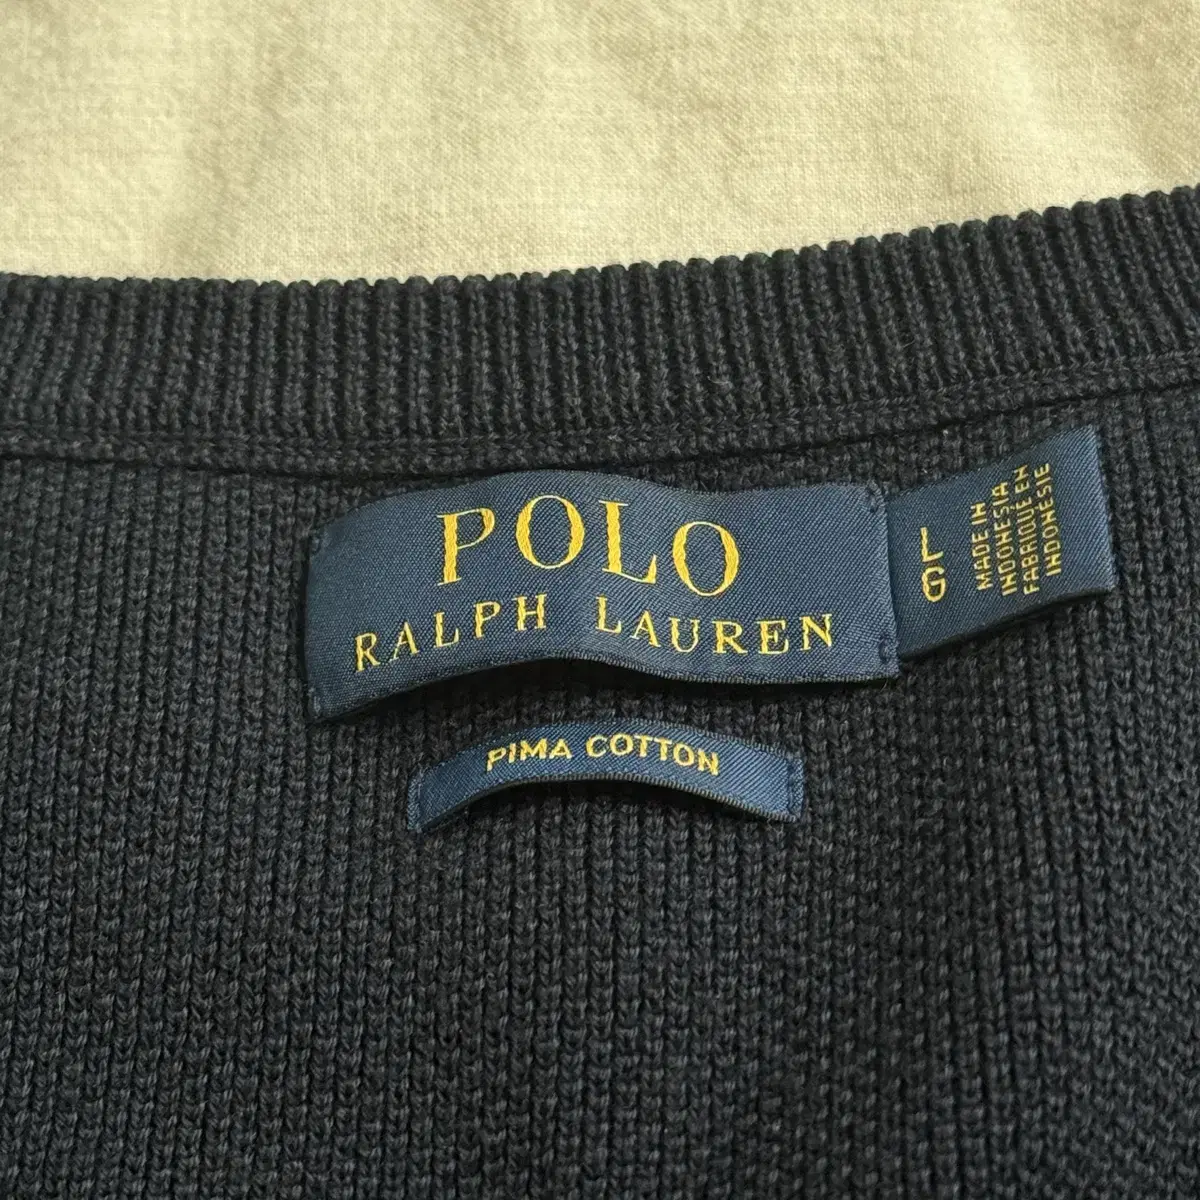 POLO
RALPH LAUREN
L
G
MADE IN
INDONESIA
FABRIQUÉ EN
INDONÉSIE
PIMA COTTON